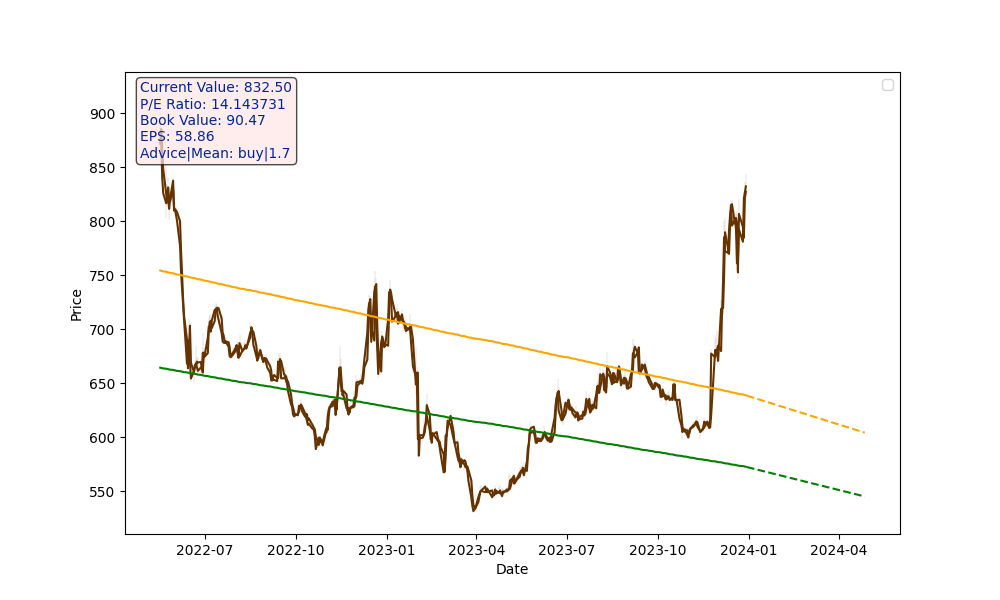 Current Value: 832.50
P/E Ratio: 14.143731
Book Value: 90.47
EPS: 58.86
Advice|Mean: buy|1.7
900
850
800
750
700
650
600
550
Price
2022-07 2022-10 2023-01 2023-04 2023-07 2023-10 2024-01 2024-04
Date